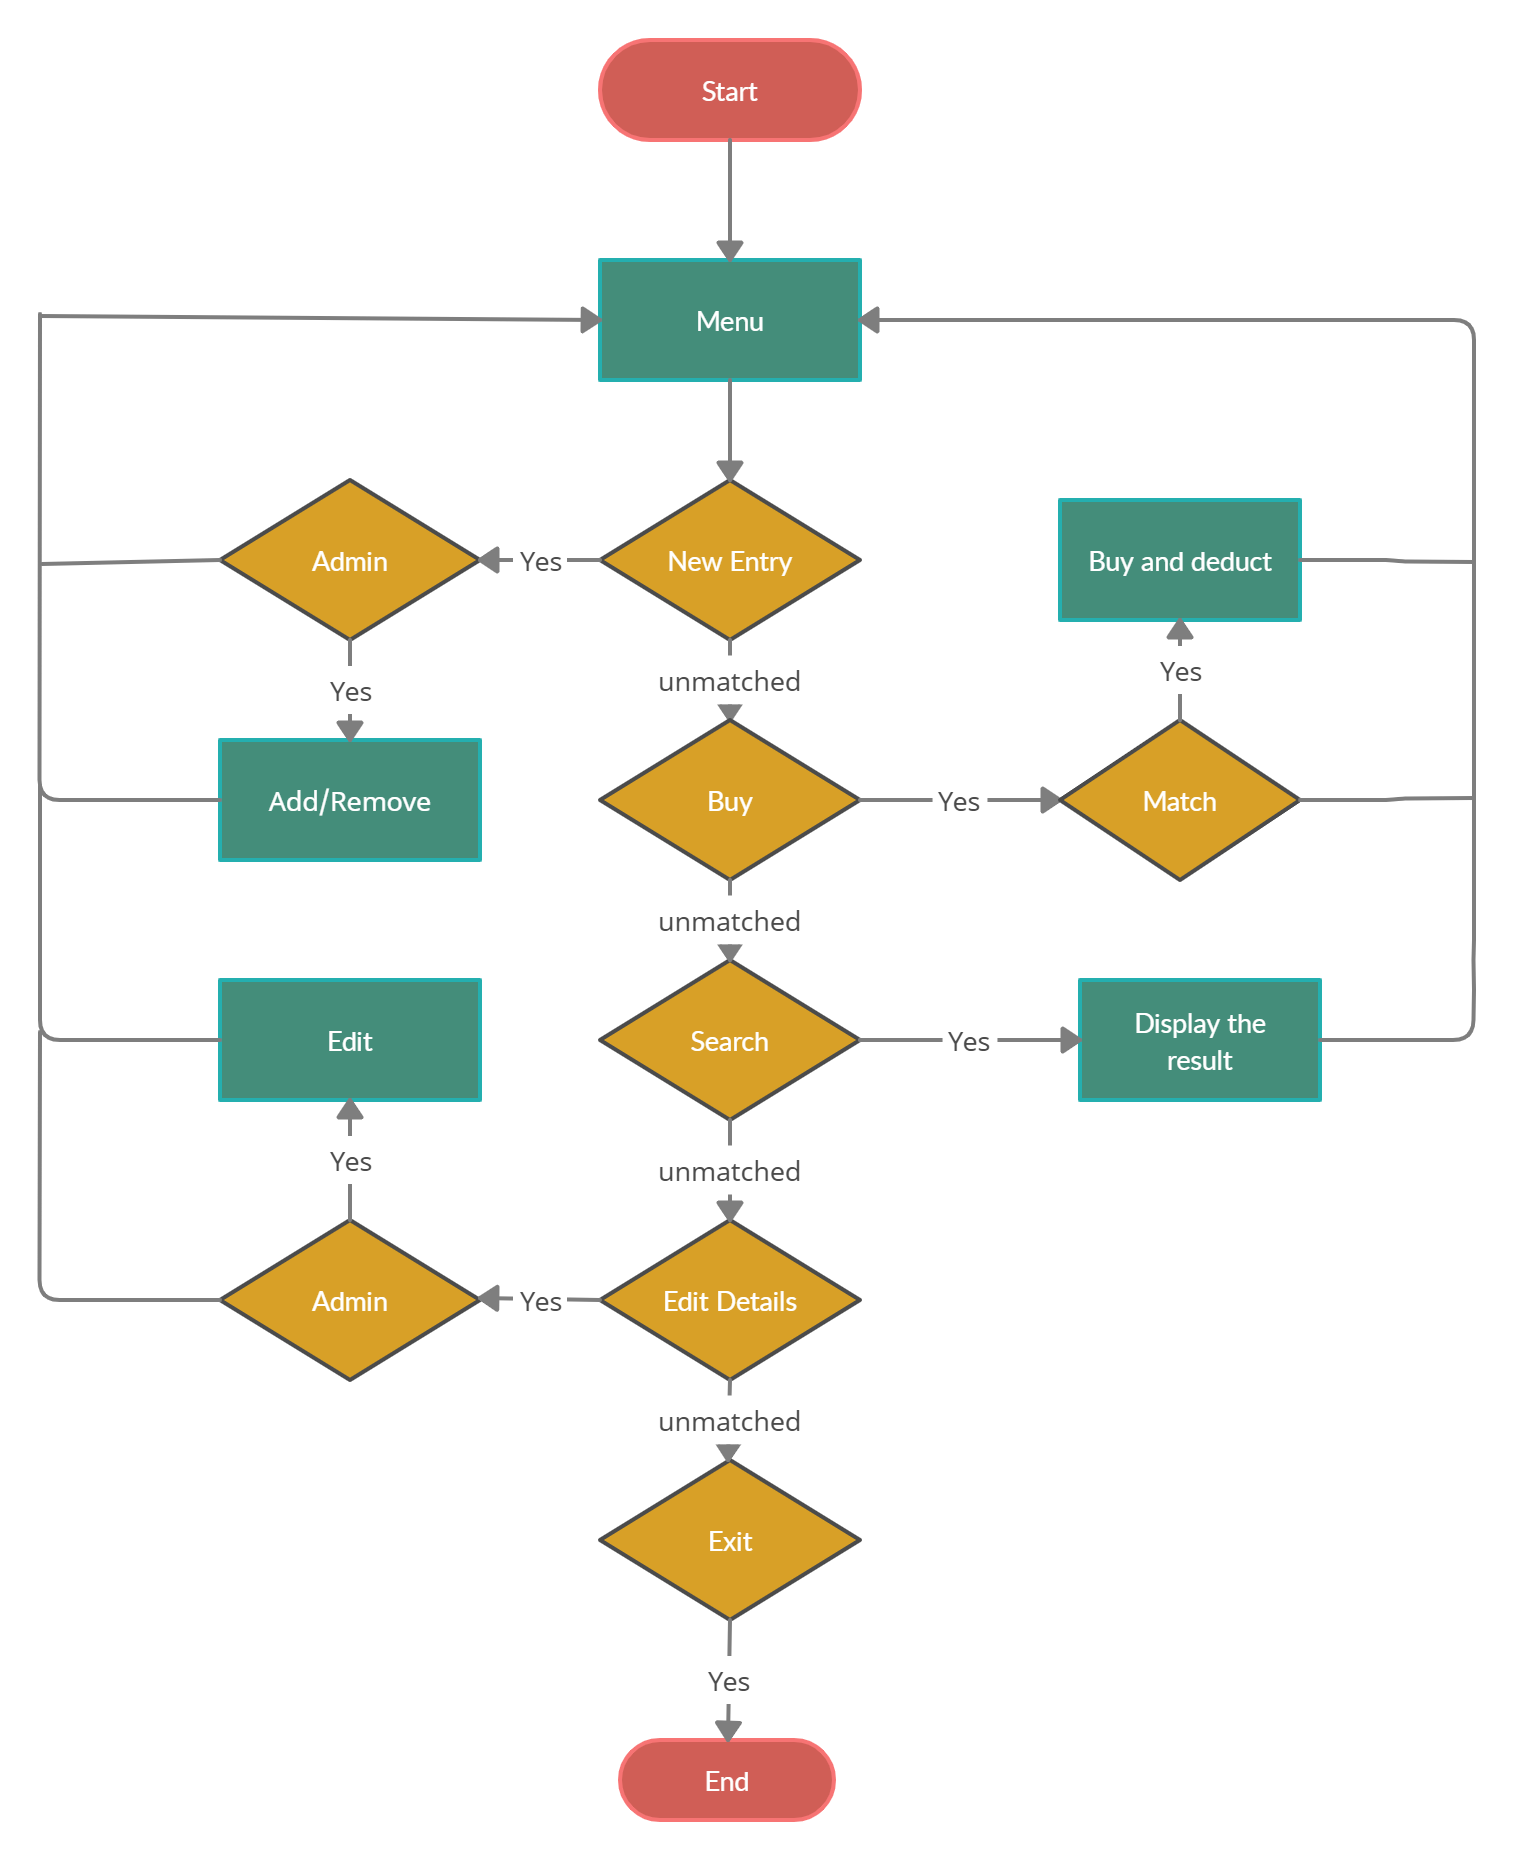 Start
Menu
Admin
Yes
New Entry
Buy and deduct
Yes
unmatched
Yes
Add/Remove
Buy
Yes
Match
unmatched
Edit
Search
Yes
Display the
result
Yes
unmatched
Admin
Yes
Edit Details
unmatched
Exit
Yes
End